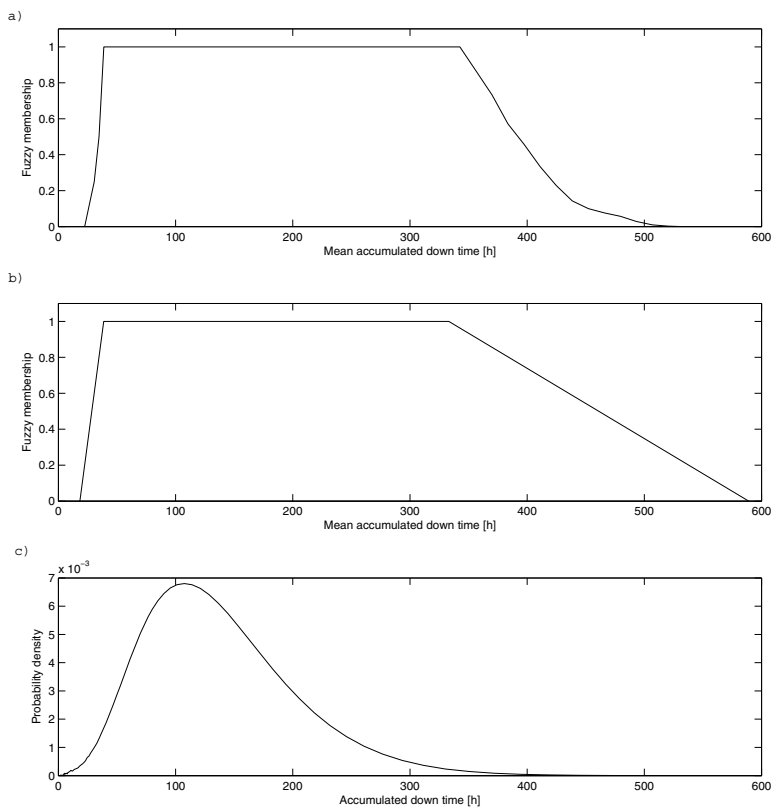 a)
1
0.8
0.6
0.4
0.2
0
Fuzzy membership
0 100 200 300 400 500 600
Mean accumulated down time [h]
b)
1
0.8
0.6
0.4
0.2
0
Fuzzy membership
0 100 200 300 400 500 600
Mean accumulated down time [h]
c)
x 10⁻³
7
6
5
4
3
2
1
0
Probability density
0 100 200 300 400 500 600
Accumulated down time [h]